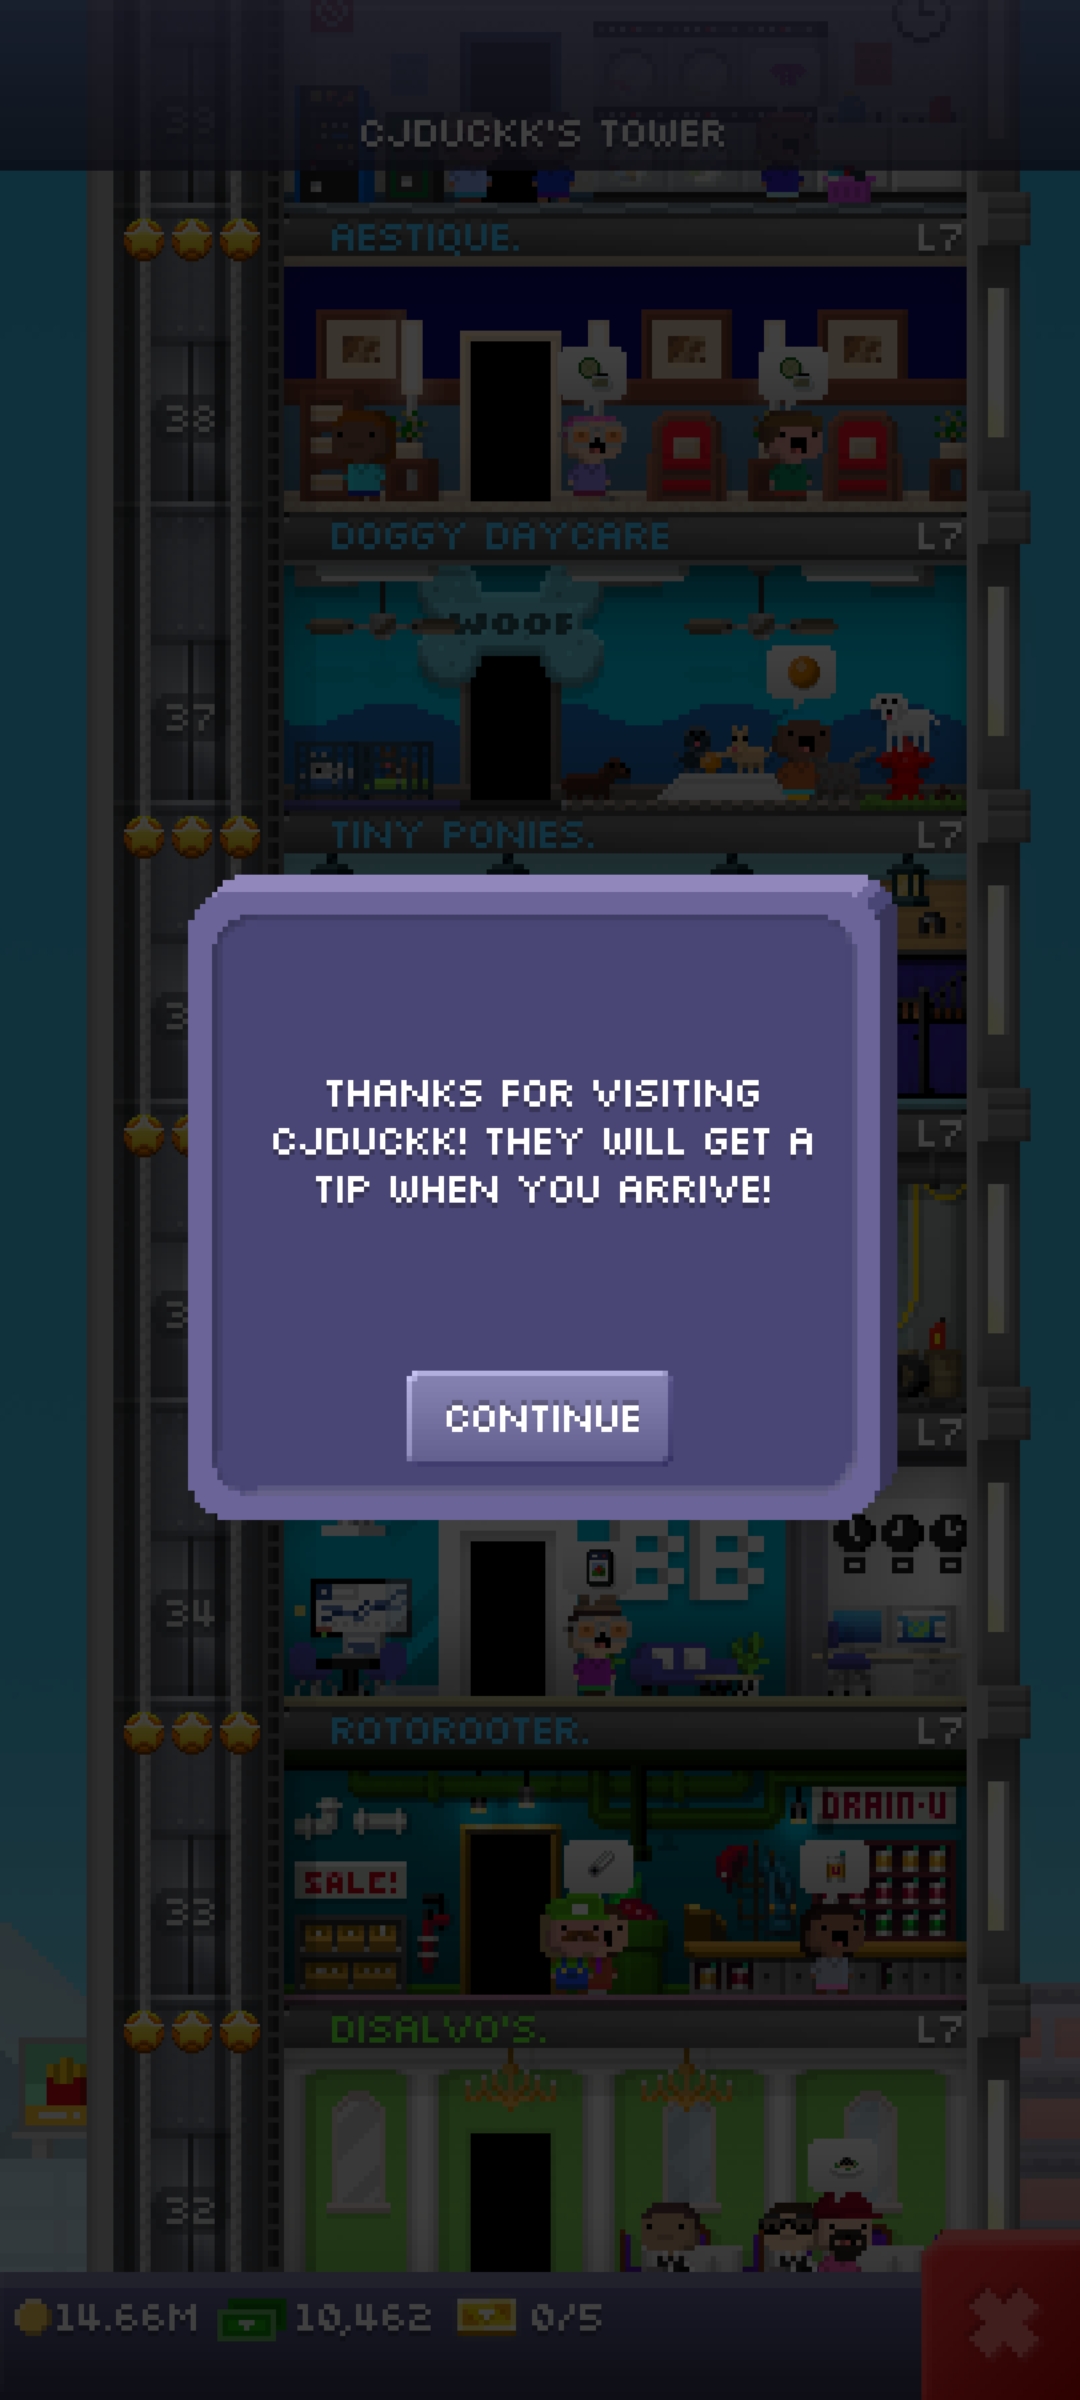 39
CJDUCKK'S TOWER
AESTIQUE. L7
38
DOGGY DAYCARE L7
WOOF
37
TINY PONIES. L7
THANKS FOR VISITING
CJDUCKK! THEY WILL GET A
TIP WHEN YOU ARRIVE!
L7
CONTINUE
L7
BB
34
ROTOROOTER. L7
DRAIN-U
SALE!
33
DISALVO'S. L7
32
14.66M 10,462 0/5